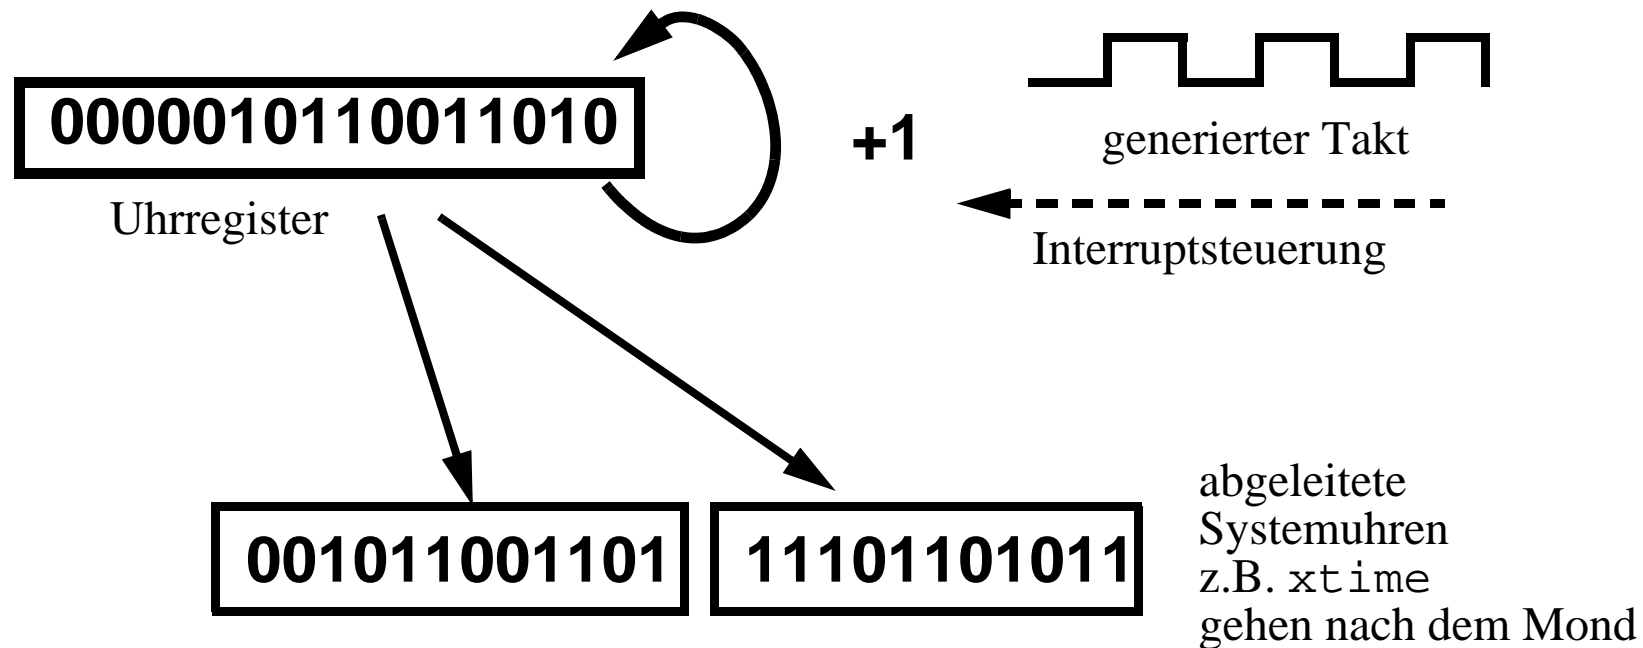 0000010110011010
Uhrregister
+1
generierter Takt
Interruptsteuerung
001011001101
11101101011
abgeleitete
Systemuhren
z.B. xtime
gehen nach dem Mond